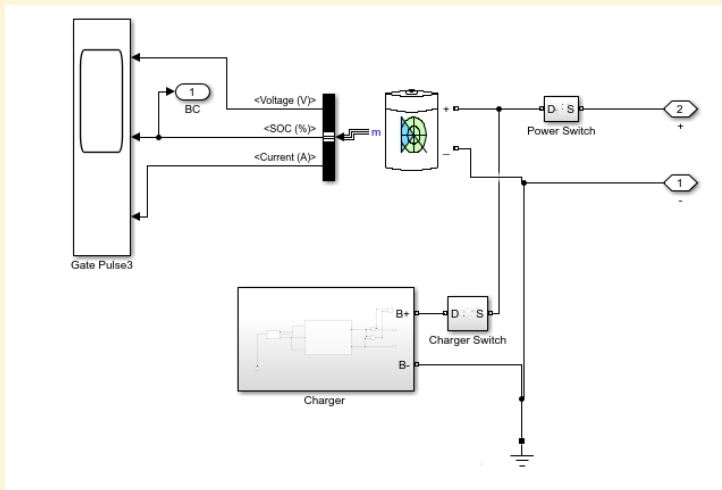 <Voltage (V)>
1
BC
<SOC (%)>
<Current (A)>
Gate Pulse3
m
+
_
D S
Power Switch
2
+
1
-
B+
D S
Charger Switch
B-
Charger